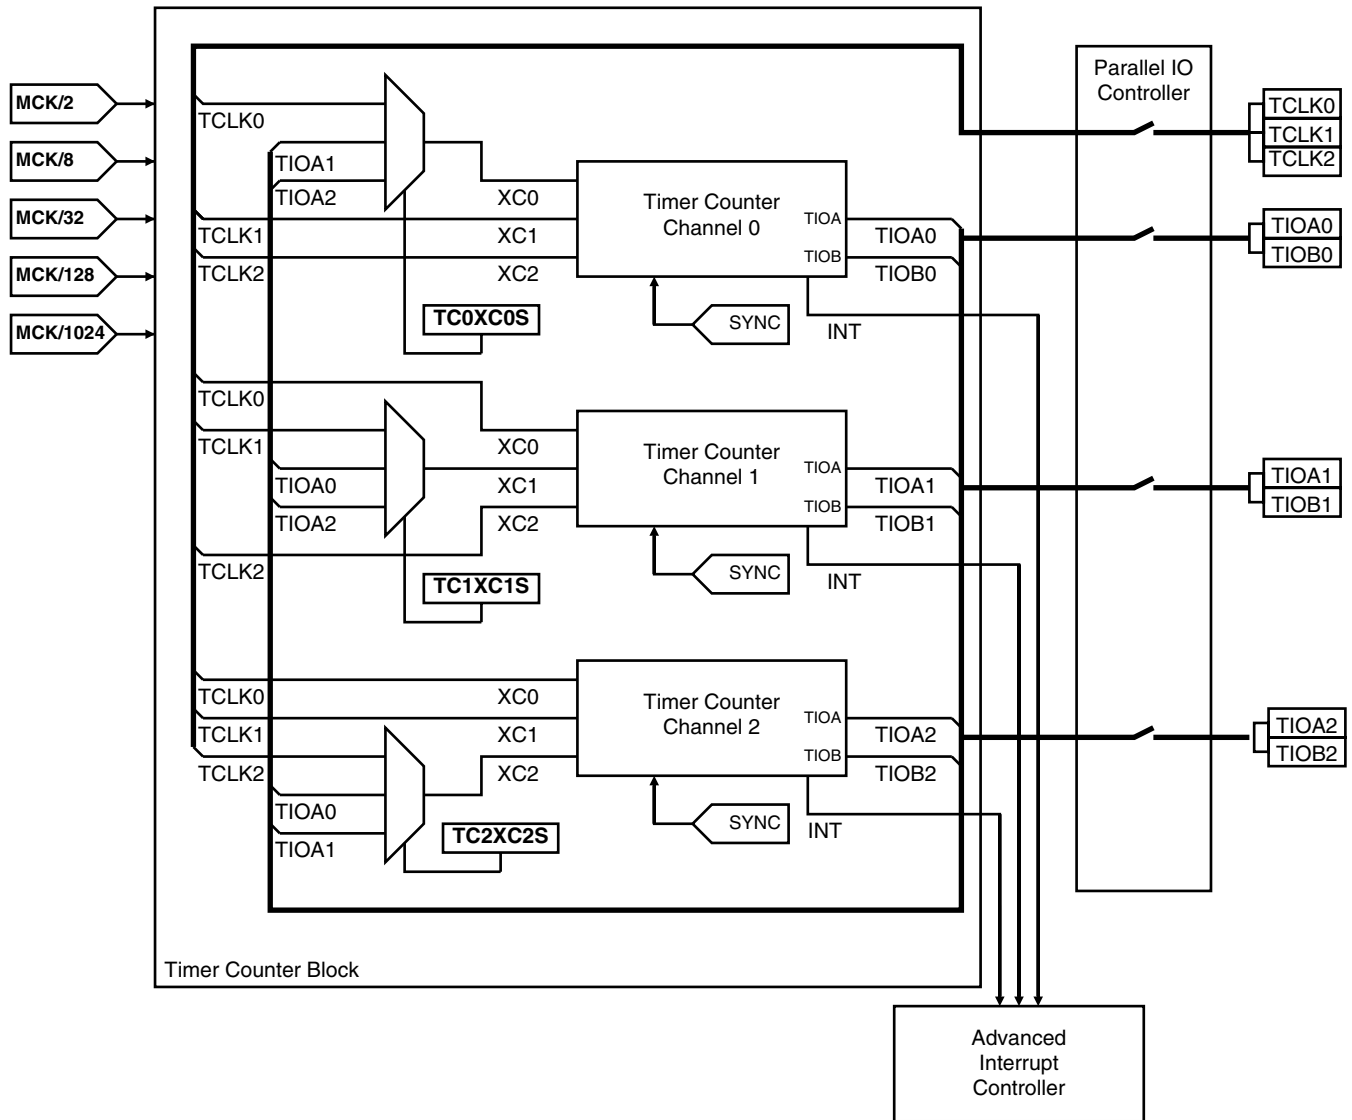 Parallel IO
Controller
MCK/2
MCK/8
MCK/32
MCK/128
MCK/1024
TCLK0
TIOA1
TIOA2
TCLK1
TCLK2
XC0
XC1
XC2
Timer Counter
Channel 0
TIOA
TIOB
TIOA0
TIOB0
TC0XC0S
SYNC
INT
TCLK0
TCLK1
TIOA0
TIOA2
TCLK2
XC0
XC1
XC2
Timer Counter
Channel 1
TIOA
TIOB
TIOA1
TIOB1
TC1XC1S
SYNC
INT
TCLK0
TCLK1
TCLK2
TIOA0
TIOA1
XC0
XC1
XC2
Timer Counter
Channel 2
TIOA
TIOB
TIOA2
TIOB2
TC2XC2S
SYNC
INT
TCLK0
TCLK1
TCLK2
TIOA0
TIOB0
TIOA1
TIOB1
TIOA2
TIOB2
Timer Counter Block
Advanced
Interrupt
Controller